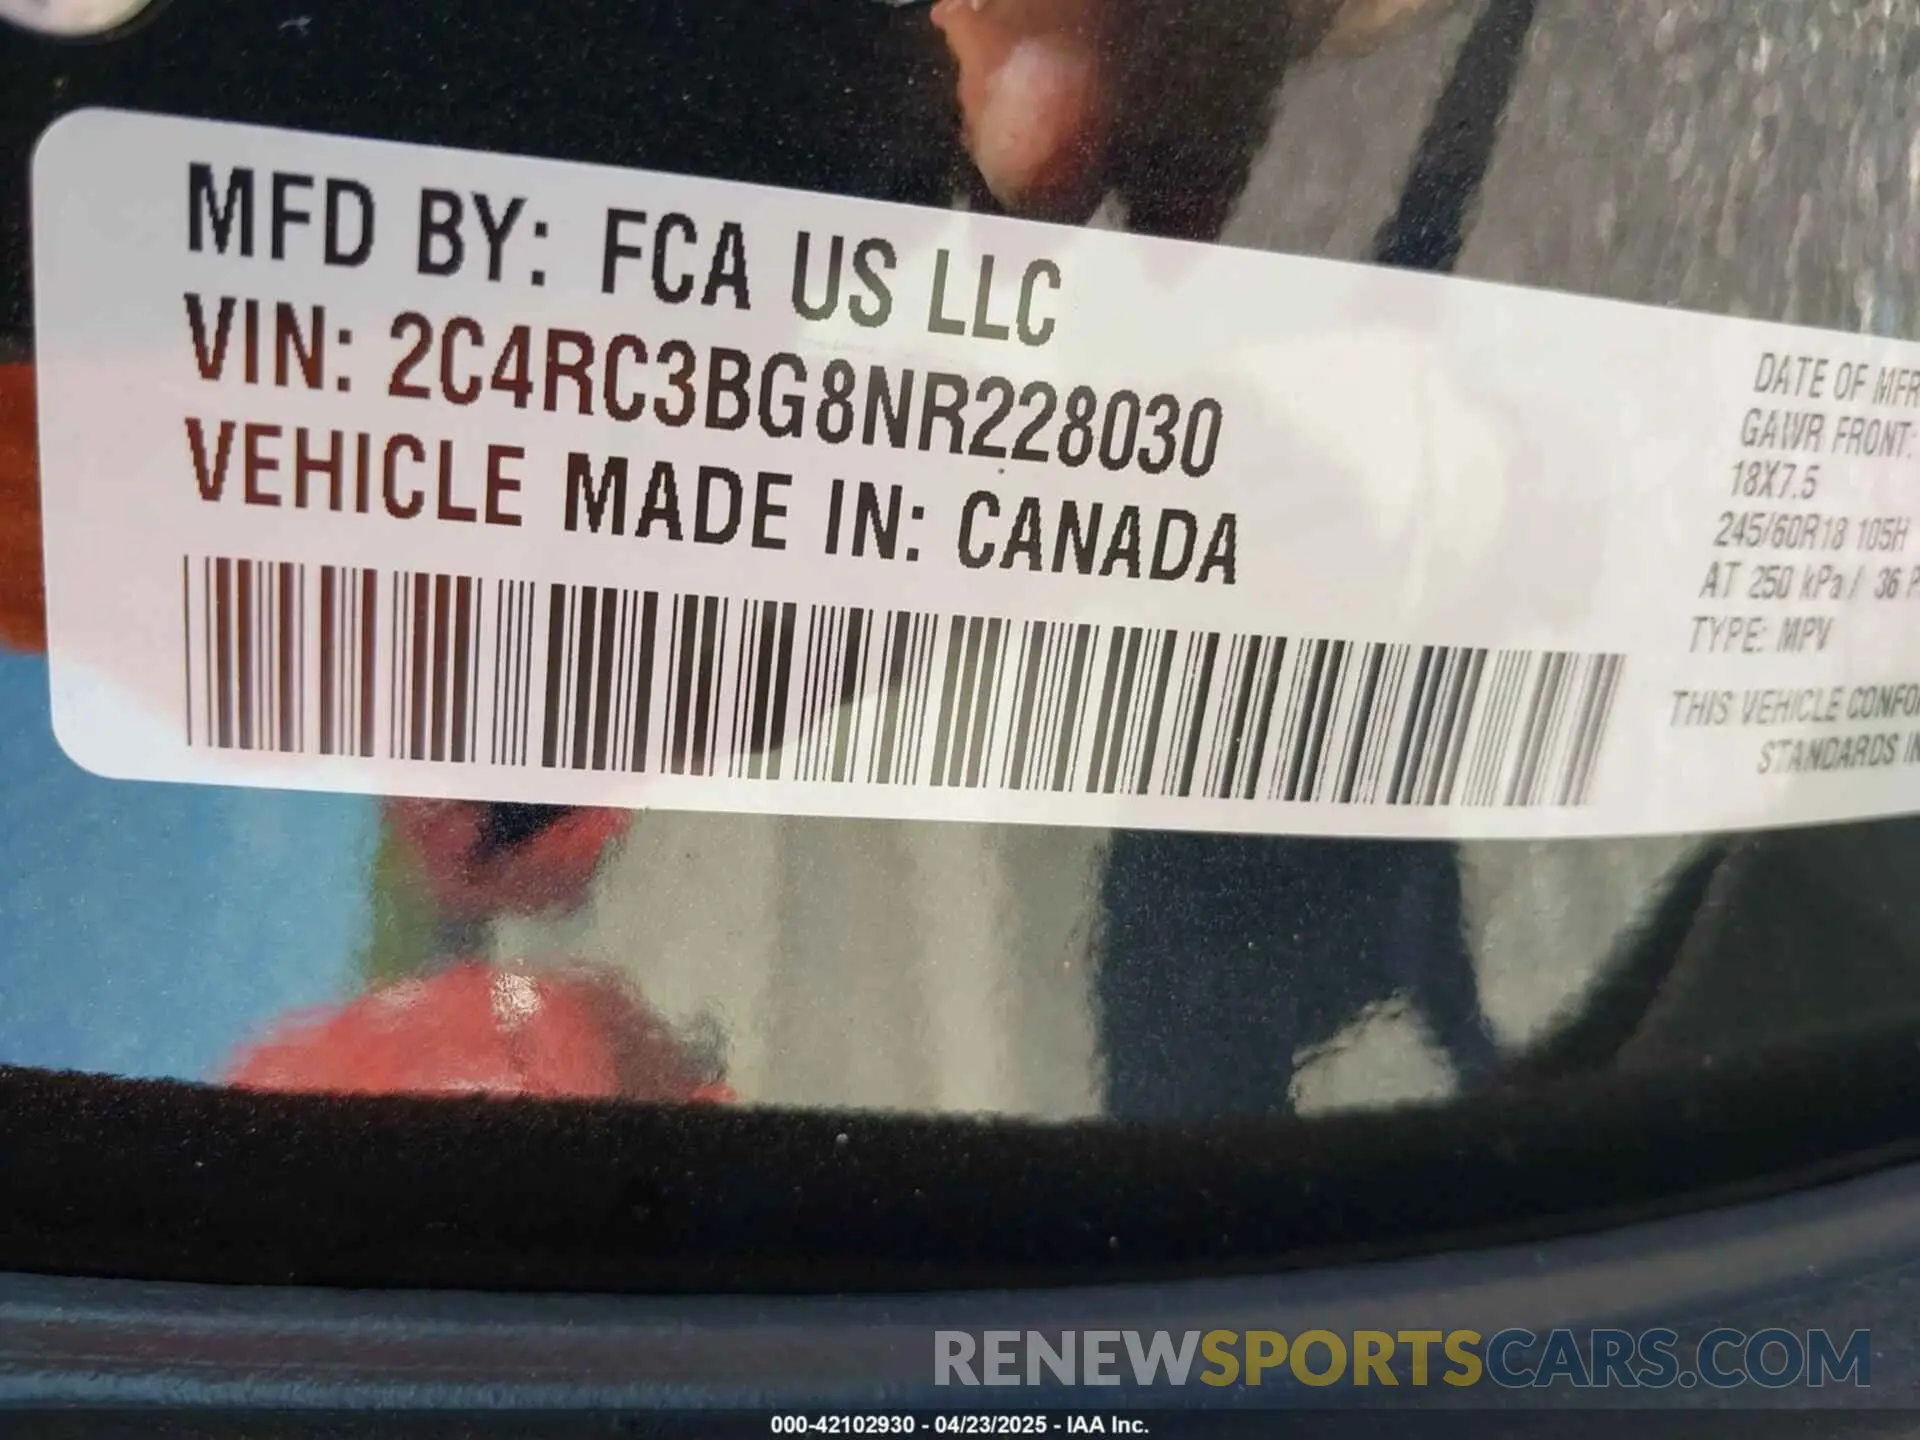 MFD BY: FCA US LLC
VIN: 2C4RC3BG8NR228030
VEHICLE MADE IN: CANADA
DATE OF MFR
GAWR FRONT:
18X7.5
245/60R18 105H
AT 250 kPa / 36
TYPE: MPV
THIS VEHICLE
STANDARDS
RENEWSPORTSCARS.COM
000-42102930 - 04/23/2025 - IAA Inc.